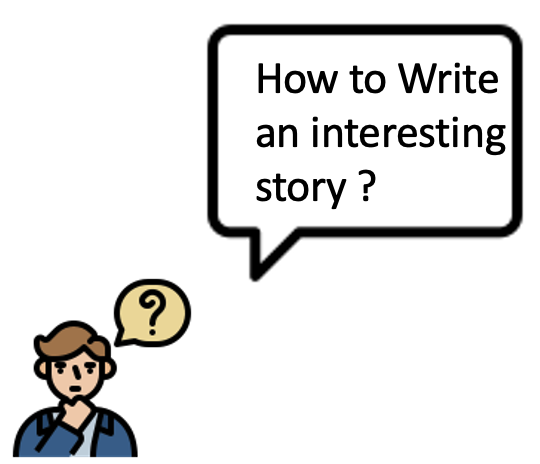 How to Write
an interesting
story ?
?